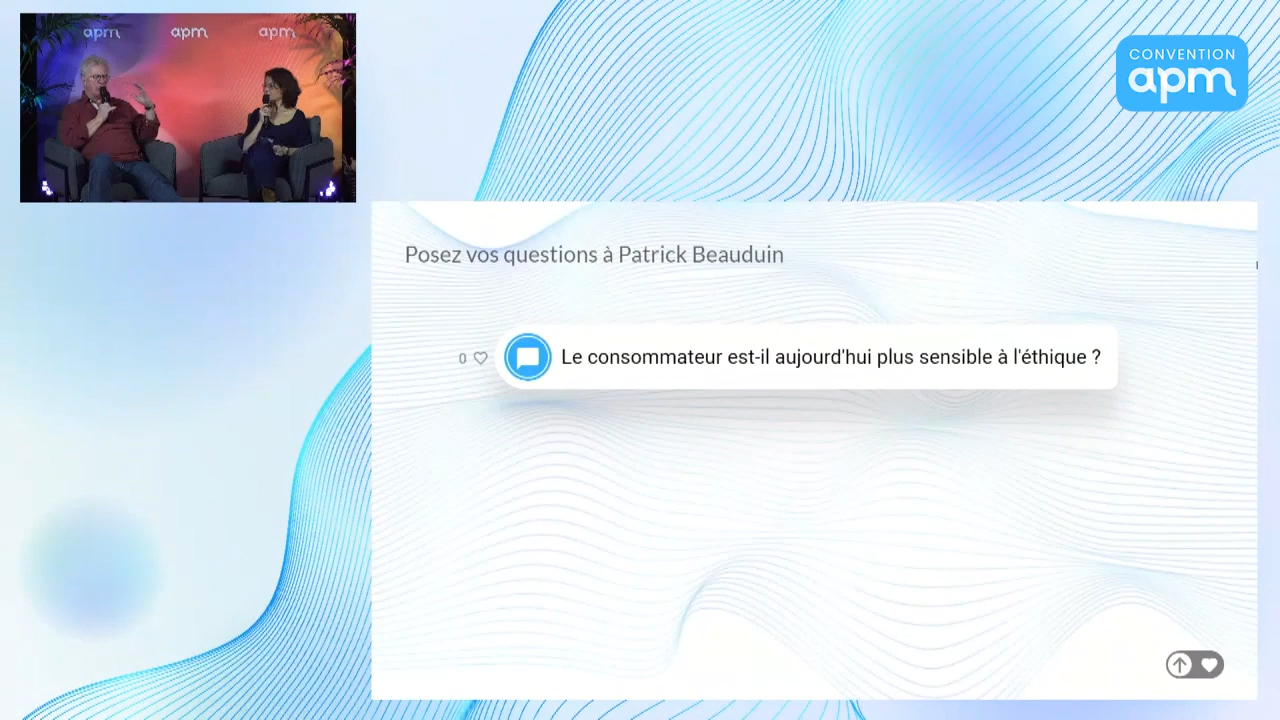 apm apm apm
CONVENTION
apm
Posez vos questions à Patrick Beauduin
0
Le consommateur est-il aujourd'hui plus sensible à l'éthique ?